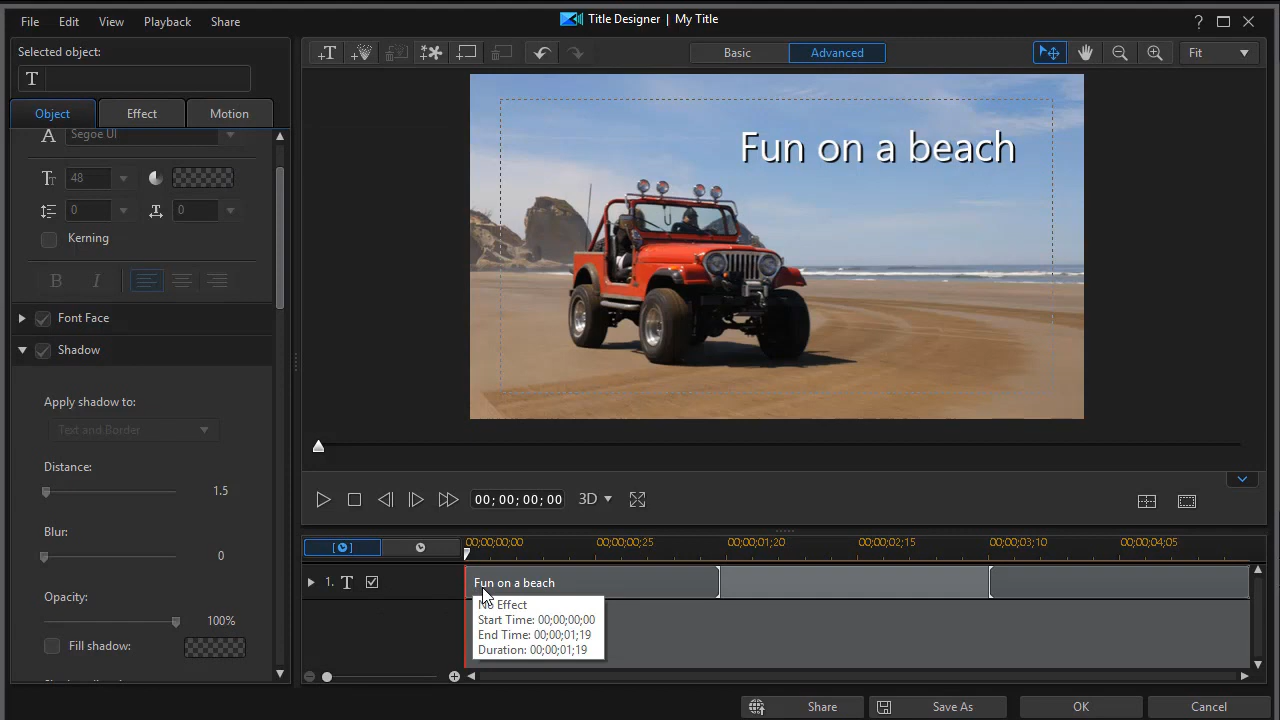 File Edit View Playback Share
Title Designer | My Title
?
Selected object:
T
T Basic Advanced Fit
Object Effect Motion
A Segoe UI
48
0 0
Kerning
B I
Font Face
Shadow
Apply shadow to:
Text and Border
Distance:
1.5
Blur:
0
Opacity:
100%
Fill shadow:
Fun on a beach
00; 00; 00; 00 3D
00;00;00;00 00;00;00;25 00;00;01;20 00;00;02;15 00;00;03;10 00;00;04;05
1. T Fun on a beach
No Effect
Start Time: 00;00;00;00
End Time: 00;00;01;19
Duration: 00;00;01;19
Share Save As OK Cancel